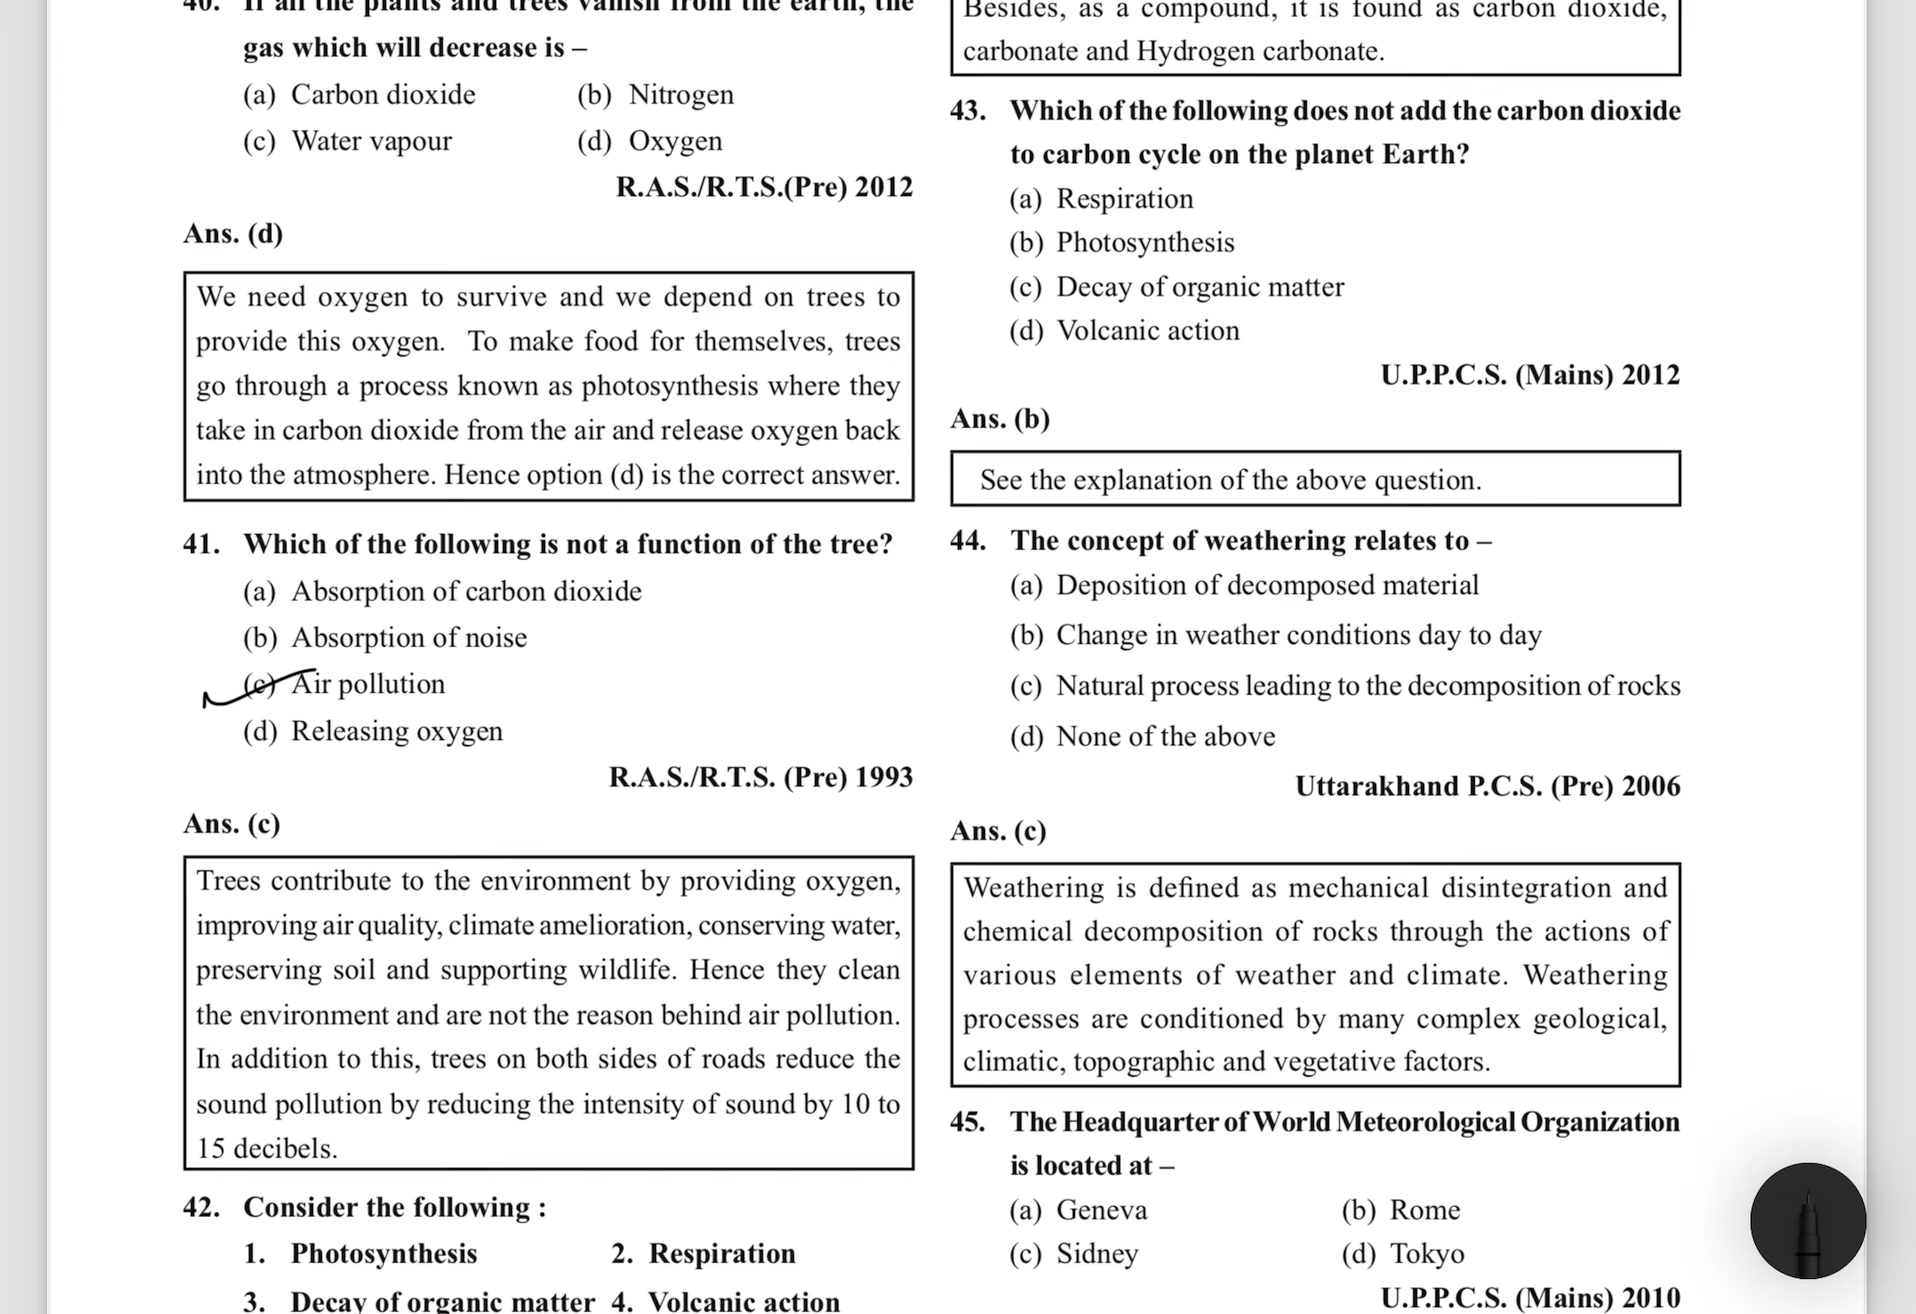 40. If all the plants and trees vanish from the earth, the
gas which will decrease is –
(a) Carbon dioxide (b) Nitrogen
(c) Water vapour (d) Oxygen
R.A.S./R.T.S.(Pre) 2012
Ans. (d)
We need oxygen to survive and we depend on trees to
provide this oxygen. To make food for themselves, trees
go through a process known as photosynthesis where they
take in carbon dioxide from the air and release oxygen back
into the atmosphere. Hence option (d) is the correct answer.
41. Which of the following is not a function of the tree?
(a) Absorption of carbon dioxide
(b) Absorption of noise
(c) Air pollution
(d) Releasing oxygen
R.A.S./R.T.S. (Pre) 1993
Ans. (c)
Trees contribute to the environment by providing oxygen,
improving air quality, climate amelioration, conserving water,
preserving soil and supporting wildlife. Hence they clean
the environment and are not the reason behind air pollution.
In addition to this, trees on both sides of roads reduce the
sound pollution by reducing the intensity of sound by 10 to
15 decibels.
42. Consider the following :
1. Photosynthesis 2. Respiration
3. Decay of organic matter 4. Volcanic action
Besides, as a compound, it is found as carbon dioxide,
carbonate and Hydrogen carbonate.
43. Which of the following does not add the carbon dioxide
to carbon cycle on the planet Earth?
(a) Respiration
(b) Photosynthesis
(c) Decay of organic matter
(d) Volcanic action
U.P.P.C.S. (Mains) 2012
Ans. (b)
See the explanation of the above question.
44. The concept of weathering relates to –
(a) Deposition of decomposed material
(b) Change in weather conditions day to day
(c) Natural process leading to the decomposition of rocks
(d) None of the above
Uttarakhand P.C.S. (Pre) 2006
Ans. (c)
Weathering is defined as mechanical disintegration and
chemical decomposition of rocks through the actions of
various elements of weather and climate. Weathering
processes are conditioned by many complex geological,
climatic, topographic and vegetative factors.
45. The Headquarter of World Meteorological Organization
is located at –
(a) Geneva (b) Rome
(c) Sidney (d) Tokyo
U.P.P.C.S. (Mains) 2010